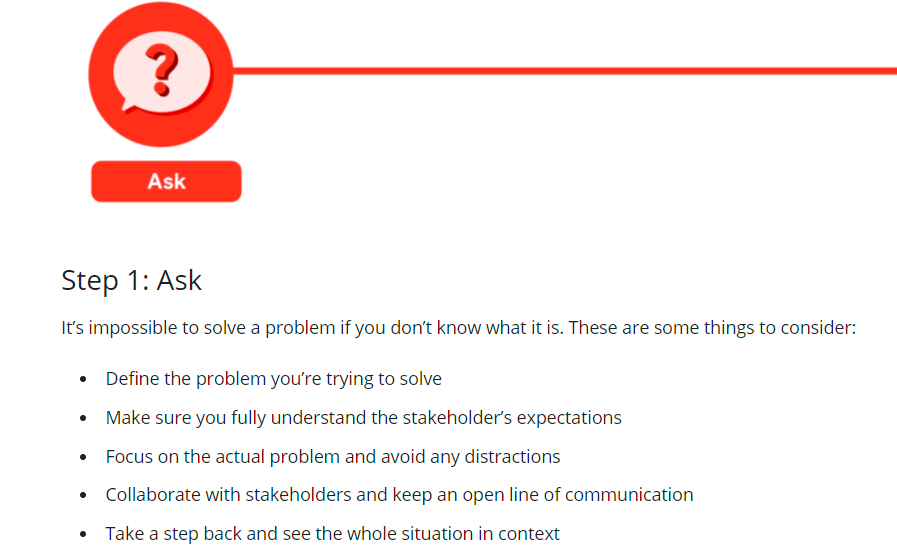 ?
Ask
Step 1: Ask
It’s impossible to solve a problem if you don’t know what it is. These are some things to consider:
• Define the problem you’re trying to solve
• Make sure you fully understand the stakeholder’s expectations
• Focus on the actual problem and avoid any distractions
• Collaborate with stakeholders and keep an open line of communication
• Take a step back and see the whole situation in context